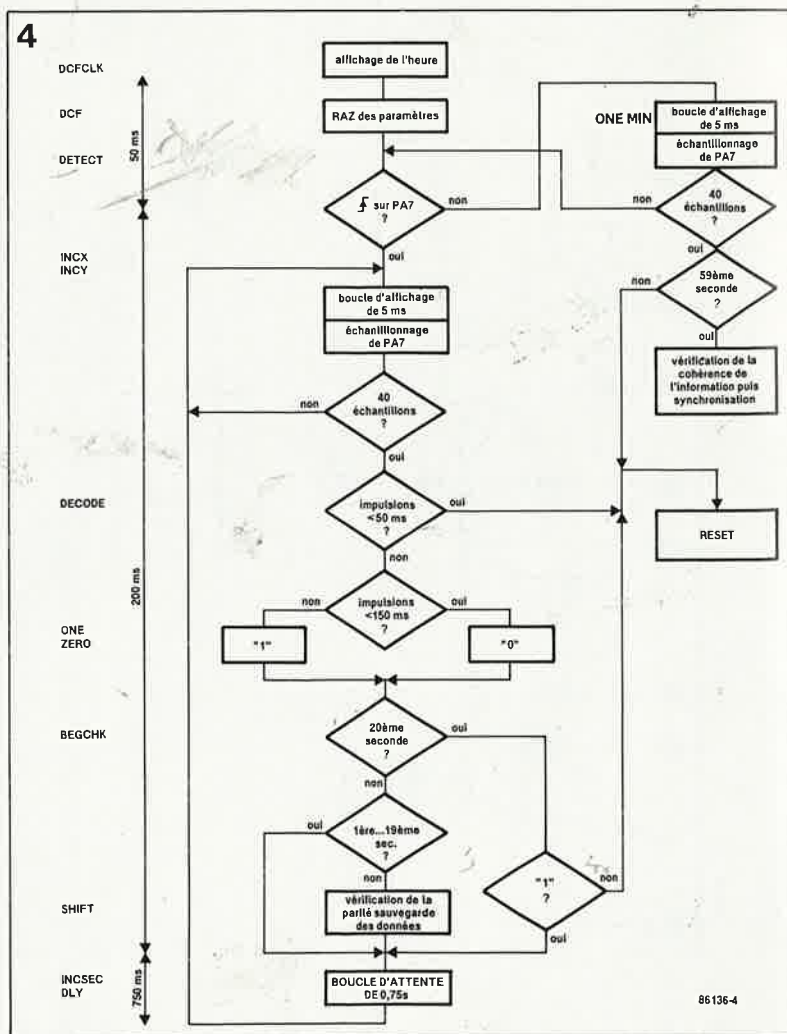 4
DCFCLK
DCF
DETECT
50 ms
INCX
INCY
DECODE
200 ms
ONE
ZERO
BEGCHK
SHIFT
INCSEC
DLY
750 ms
affichage de l'heure
RAZ des paramètres
sur PA7
?
non
oui
ONE MIN
boucle d'affichage
de 5 ms
échantillonnage
de PA7
40
échantillons
?
non
oui
59ème
seconde
?
non
oui
vérification de la
cohérence de
l'information puis
synchronisation
RESET
boucle d'affichage
de 5 ms
échantillonnage
de PA7
40
échantillons
?
non
oui
impulsions
<50 ms
?
oui
non
impulsions
<150 ms
?
non
oui
"1"
"0"
20ème
seconde
?
oui
non
1ère...19ème
sec.
?
oui
non
"1"
?
non
oui
vérification de la
parité sauvegarde
des données
BOUCLE D'ATTENTE
DE 0,75s
86136-4